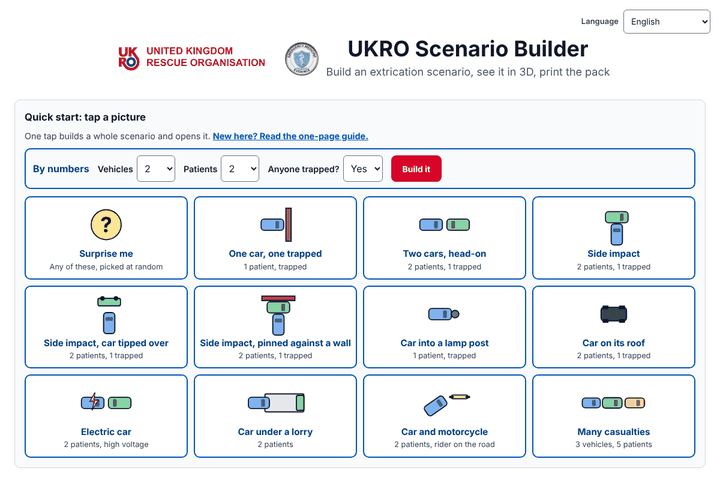 Language English
UKRO
UNITED KINGDOM
RESCUE ORGANISATION
UKRO Scenario Builder
Build an extrication scenario, see it in 3D, print the pack
Quick start: tap a picture
One tap builds a whole scenario and opens it. New here? Read the one-page guide.
By numbers Vehicles 2 Patients 2 Anyone trapped? Yes Build it
?
Surprise me
Any of these, picked at random
One car, one trapped
1 patient, trapped
Two cars, head-on
2 patients, 1 trapped
Side impact
2 patients, 1 trapped
Side impact, car tipped over
2 patients, 1 trapped
Side impact, pinned against a wall
2 patients, 1 trapped
Car into a lamp post
1 patient, trapped
Car on its roof
2 patients, 1 trapped
Electric car
2 patients, high voltage
Car under a lorry
2 patients
Car and motorcycle
2 patients, rider on the road
Many casualties
3 vehicles, 5 patients